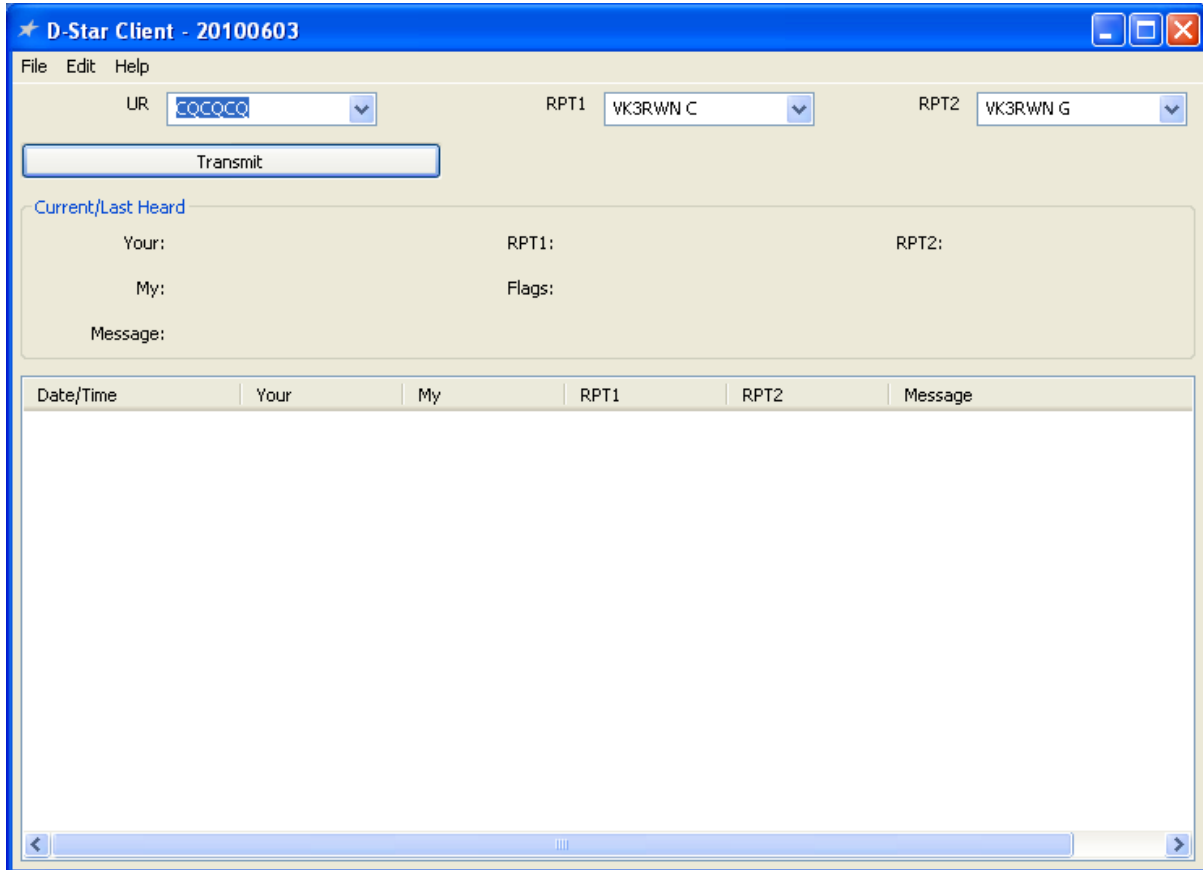 D-Star Client - 20100603
File Edit Help
UR CQCQCQ RPT1 VK3RWN C RPT2 VK3RWN G
Transmit
Current/Last Heard
Your: RPT1: RPT2:
My: Flags:
Message:
Date/Time Your My RPT1 RPT2 Message